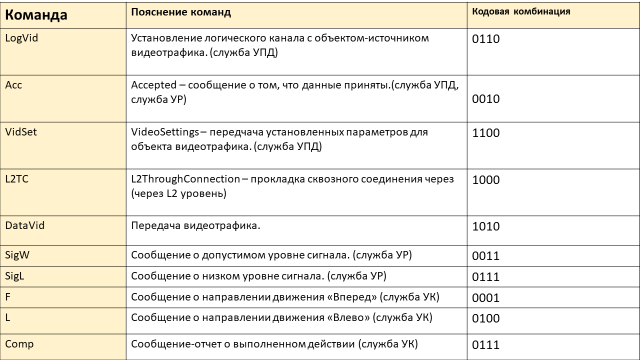 Команда Пояснение команд Кодовая комбинация
LogVid Установление логического канала с объектом-источником 0110
видеотрафика. (служба УПД)
Acc Accepted – сообщение о том, что данные приняты.(служба УПД,
служба УР) 0010
VidSet VideoSettings – передача установленных параметров для 1100
объекта видеотрафика. (служба УПД)
L2TC L2ThroughConnection – прокладка сквозного соединения через 1000
(через L2 уровень)
DataVid Передача видеотрафика. 1010
SigW Сообщение о допустимом уровне сигнала. (служба УР) 0011
SigL Сообщение о низком уровне сигнала. (служба УР) 0111
F Сообщение о направлении движения «Вперед» (служба УК) 0001
L Сообщение о направлении движения «Влево» (служба УК) 0100
Comp Сообщение-отчет о выполненном действии (служба УК) 0111